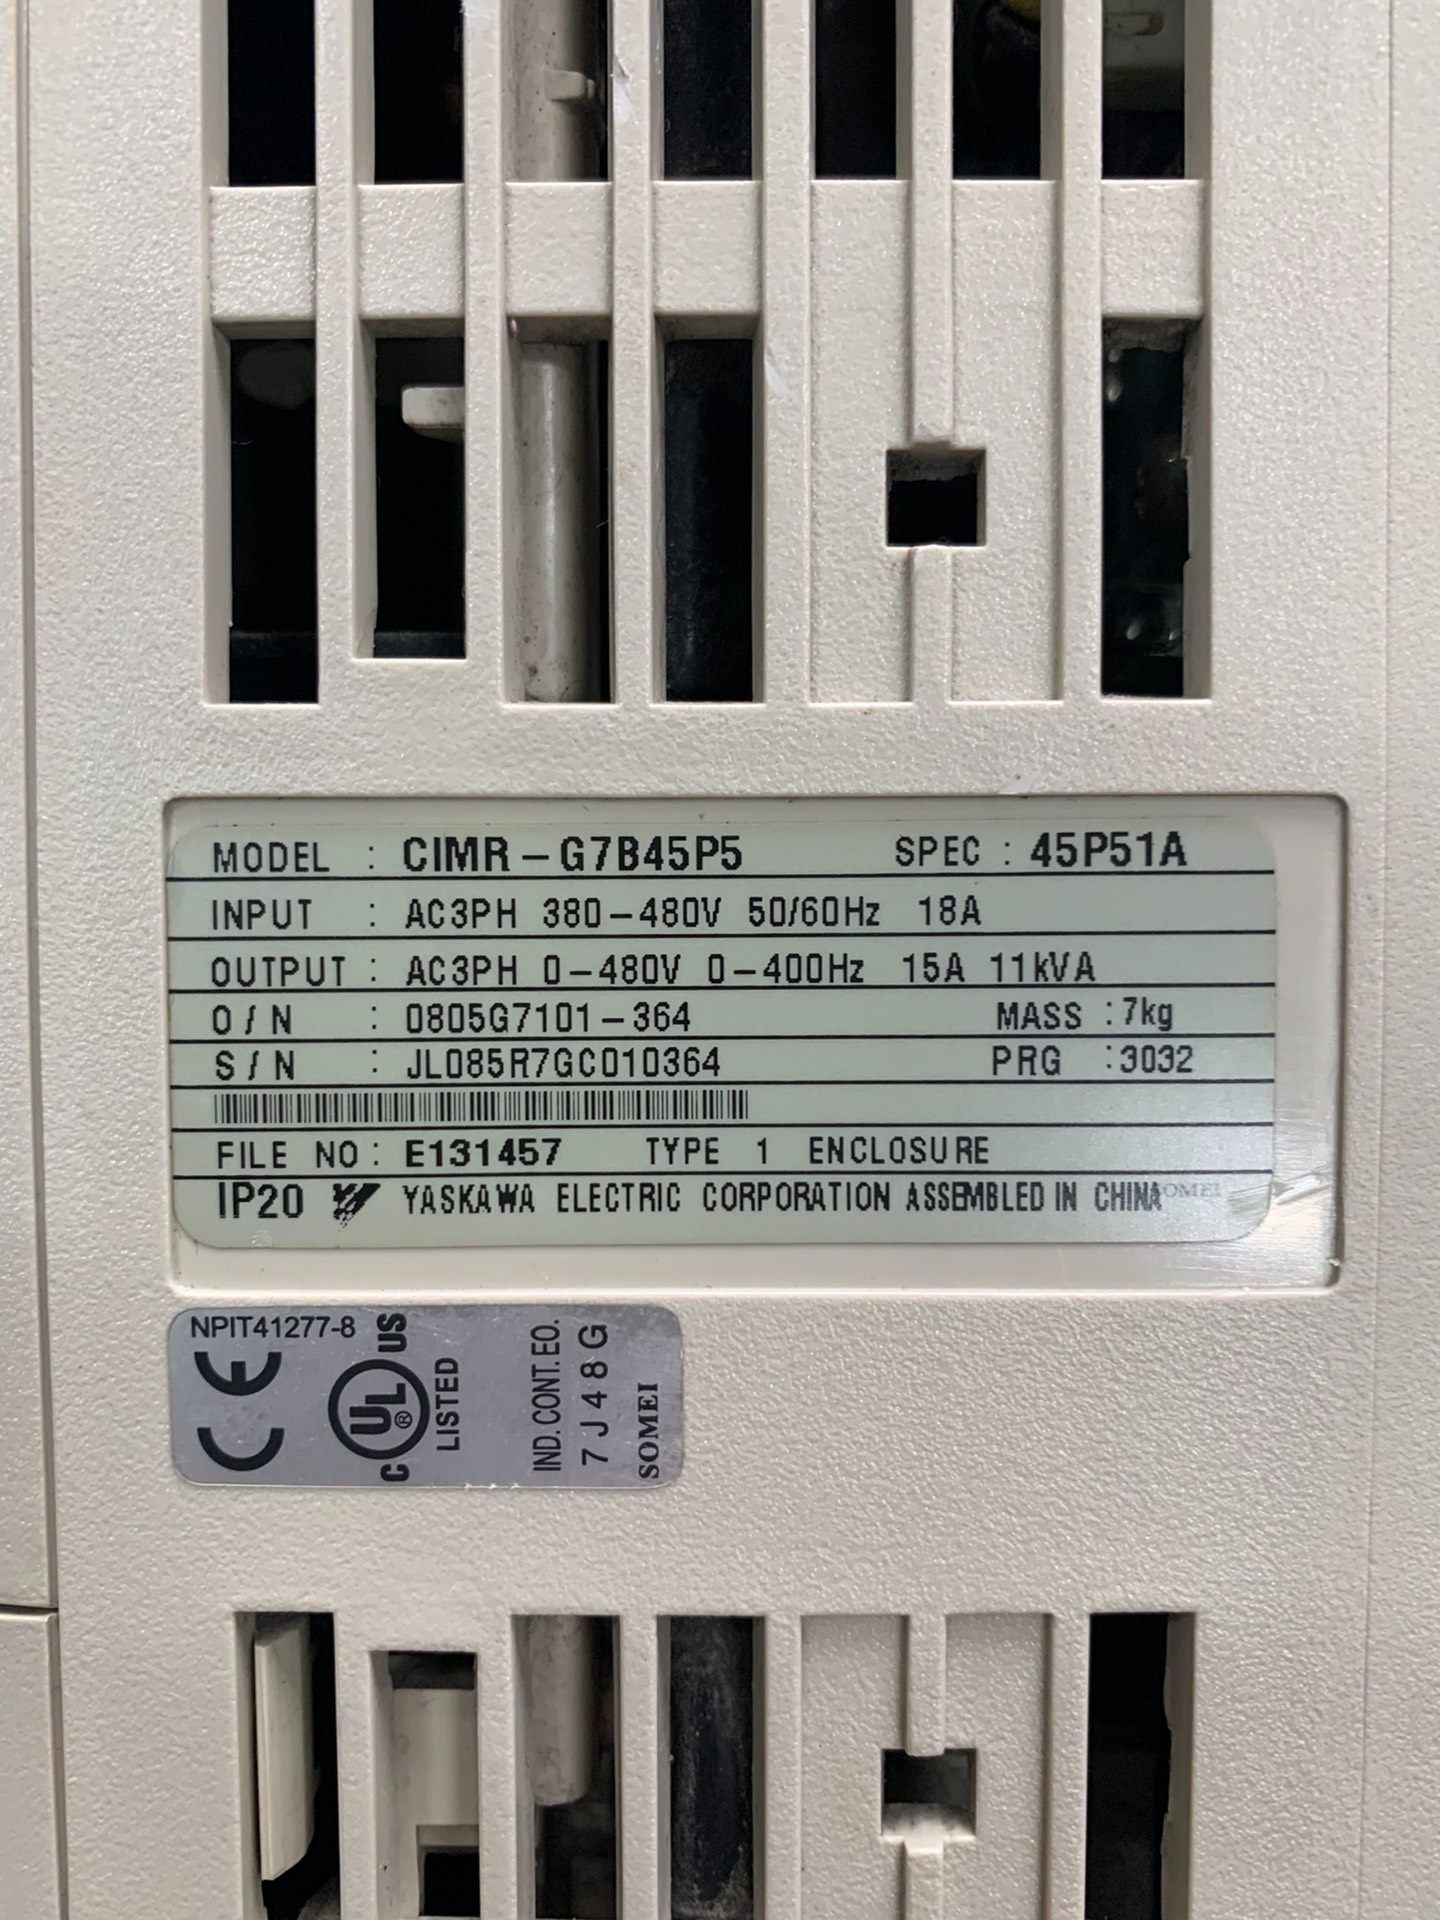 MODEL : CIMR-G7B45P5 SPEC : 45P51A
INPUT : AC3PH 380-480V 50/60Hz 18A
OUTPUT : AC3PH 0-480V 0-400Hz 15A 11kVA
O/N : 0805G7101-364 MASS : 7kg
S/N : JL085R7GC010364 PRG : 3032
FILE NO : E131457 TYPE 1 ENCLOSURE
IP20 YASKAWA ELECTRIC CORPORATION ASSEMBLED IN CHINA SOMEI
NPIT41277-8
CE
C UL ® US
LISTED
IND. CONT. EQ.
7J48G
SOMEI